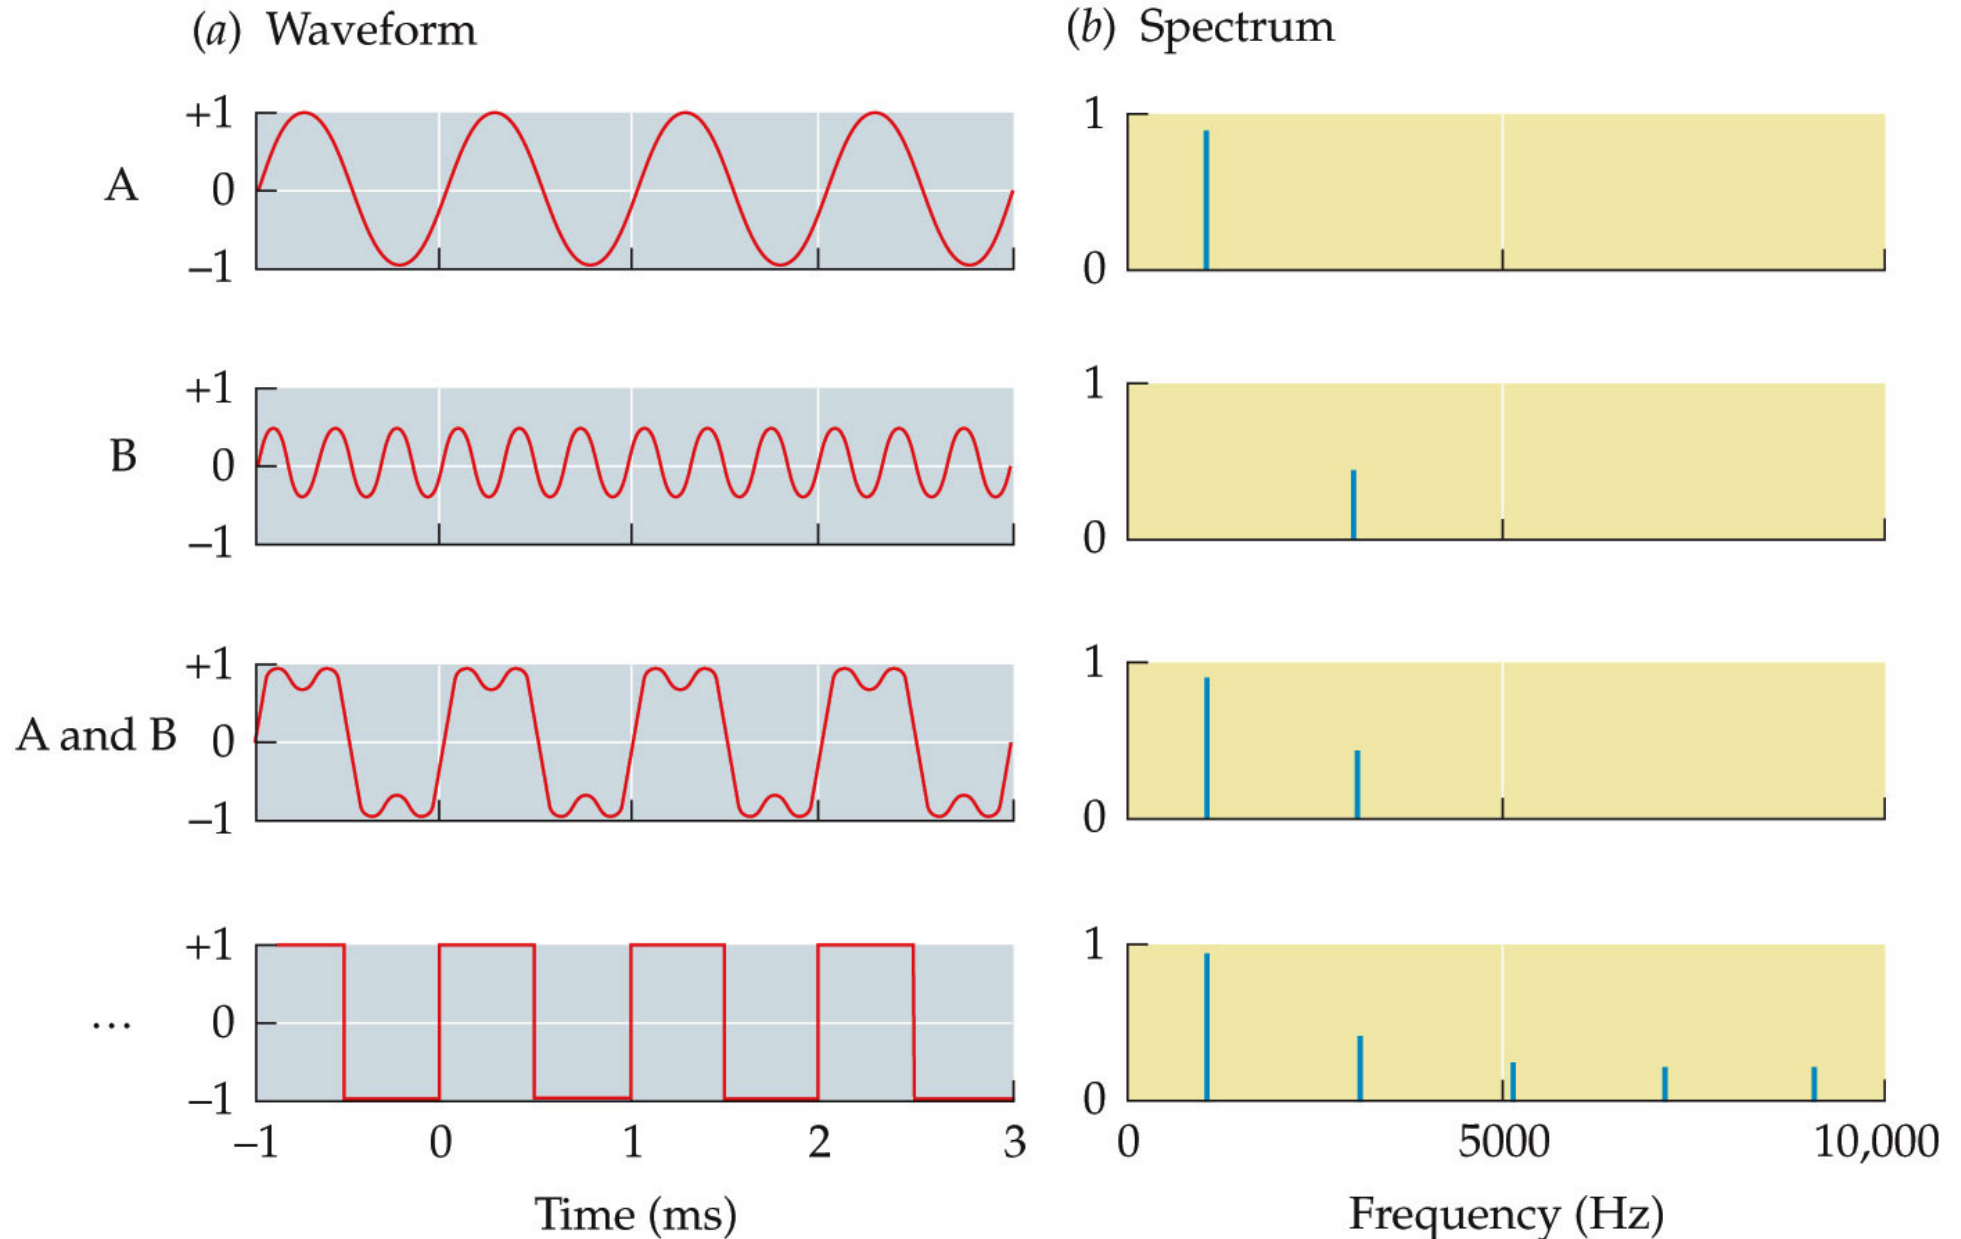 (a) Waveform
(b) Spectrum
A
+1
0
–1
1
0
B
+1
0
–1
1
0
A and B
+1
0
–1
1
0
…
+1
0
–1
1
0
–1 0 1 2 3
0 5000 10,000
Time (ms)
Frequency (Hz)